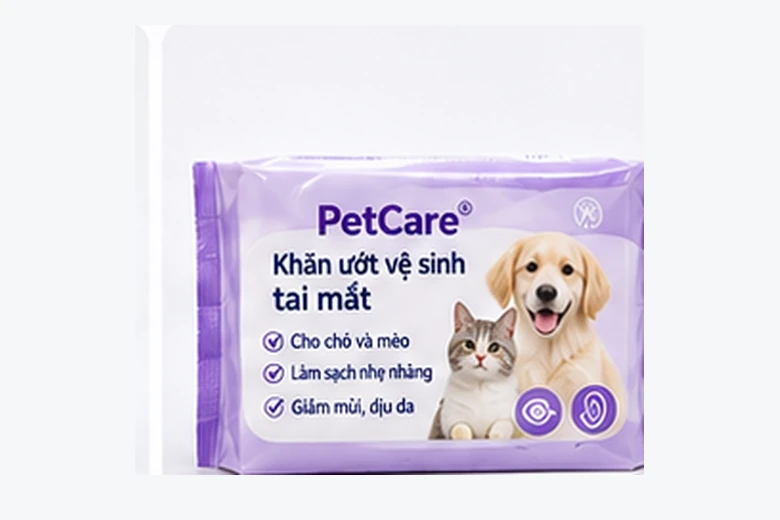 PetCare
Khăn ướt vệ sinh
tai mắt
Cho chó và mèo
Làm sạch nhẹ nhàng
Giảm mùi, dịu da